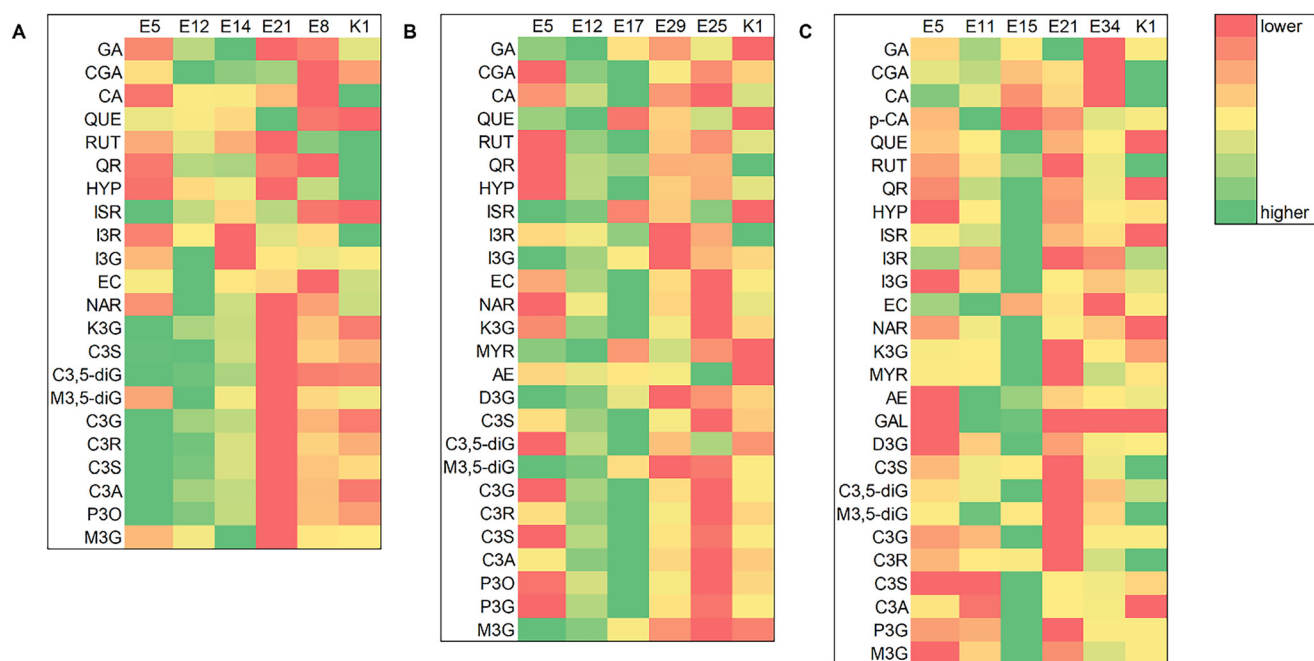 A
E5 E12 E14 E21 E8 K1
GA
CGA
CA
QUE
RUT
QR
HYP
ISR
I3R
I3G
EC
NAR
K3G
C3S
C3,5-diG
M3,5-diG
C3G
C3R
C3S
C3A
P3O
M3G
B
E5 E12 E17 E29 E25 K1
GA
CGA
CA
QUE
RUT
QR
HYP
ISR
I3R
I3G
EC
NAR
K3G
MYR
AE
D3G
C3S
C3,5-diG
M3,5-diG
C3G
C3R
C3S
C3A
P3O
P3G
M3G
C
E5 E11 E15 E21 E34 K1
GA
CGA
CA
p-CA
QUE
RUT
QR
HYP
ISR
I3R
I3G
EC
NAR
K3G
MYR
AE
GAL
D3G
C3S
C3,5-diG
M3,5-diG
C3G
C3R
C3S
C3A
P3G
M3G
lower
higher